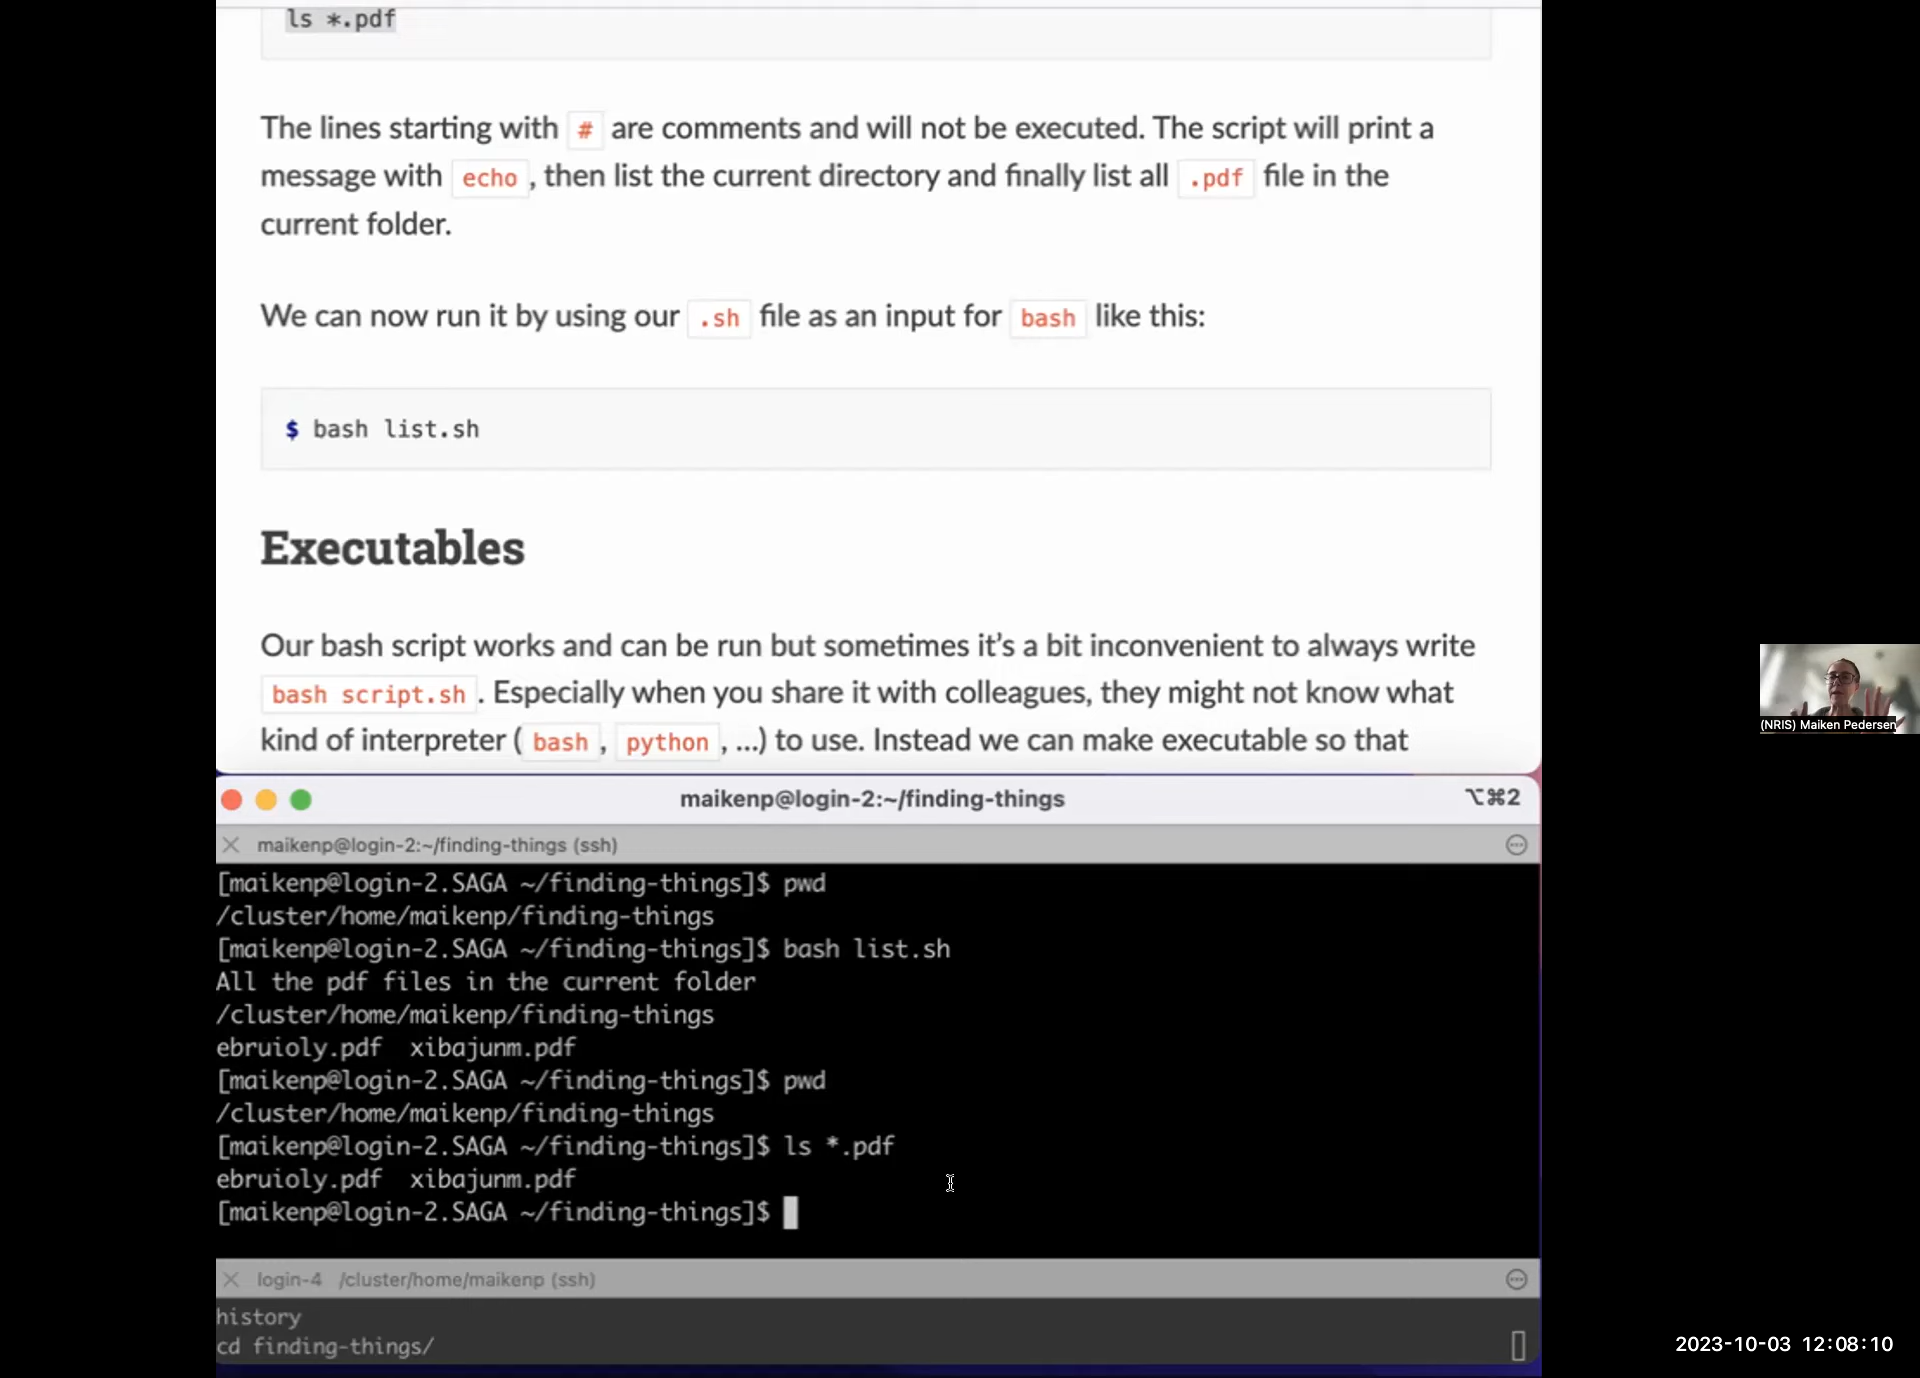 ls *.pdf
The lines starting with # are comments and will not be executed. The script will print a
message with echo , then list the current directory and finally list all .pdf file in the
current folder.
We can now run it by using our .sh file as an input for bash like this:
$ bash list.sh
Executables
Our bash script works and can be run but sometimes it’s a bit inconvenient to always write
bash script.sh . Especially when you share it with colleagues, they might not know what
kind of interpreter ( bash , python , ...) to use. Instead we can make executable so that
maikenp@login-2:~/finding-things
⌥⌘2
maikenp@login-2:~/finding-things (ssh)
[maikenp@login-2.SAGA ~/finding-things]$ pwd
/cluster/home/maikenp/finding-things
[maikenp@login-2.SAGA ~/finding-things]$ bash list.sh
All the pdf files in the current folder
/cluster/home/maikenp/finding-things
ebruioly.pdf  xibajunm.pdf
[maikenp@login-2.SAGA ~/finding-things]$ pwd
/cluster/home/maikenp/finding-things
[maikenp@login-2.SAGA ~/finding-things]$ ls *.pdf
ebruioly.pdf  xibajunm.pdf
[maikenp@login-2.SAGA ~/finding-things]$
login-4 /cluster/home/maikenp (ssh)
history
cd finding-things/
(NRIS) Maiken Pedersen
2023-10-03 12:08:10